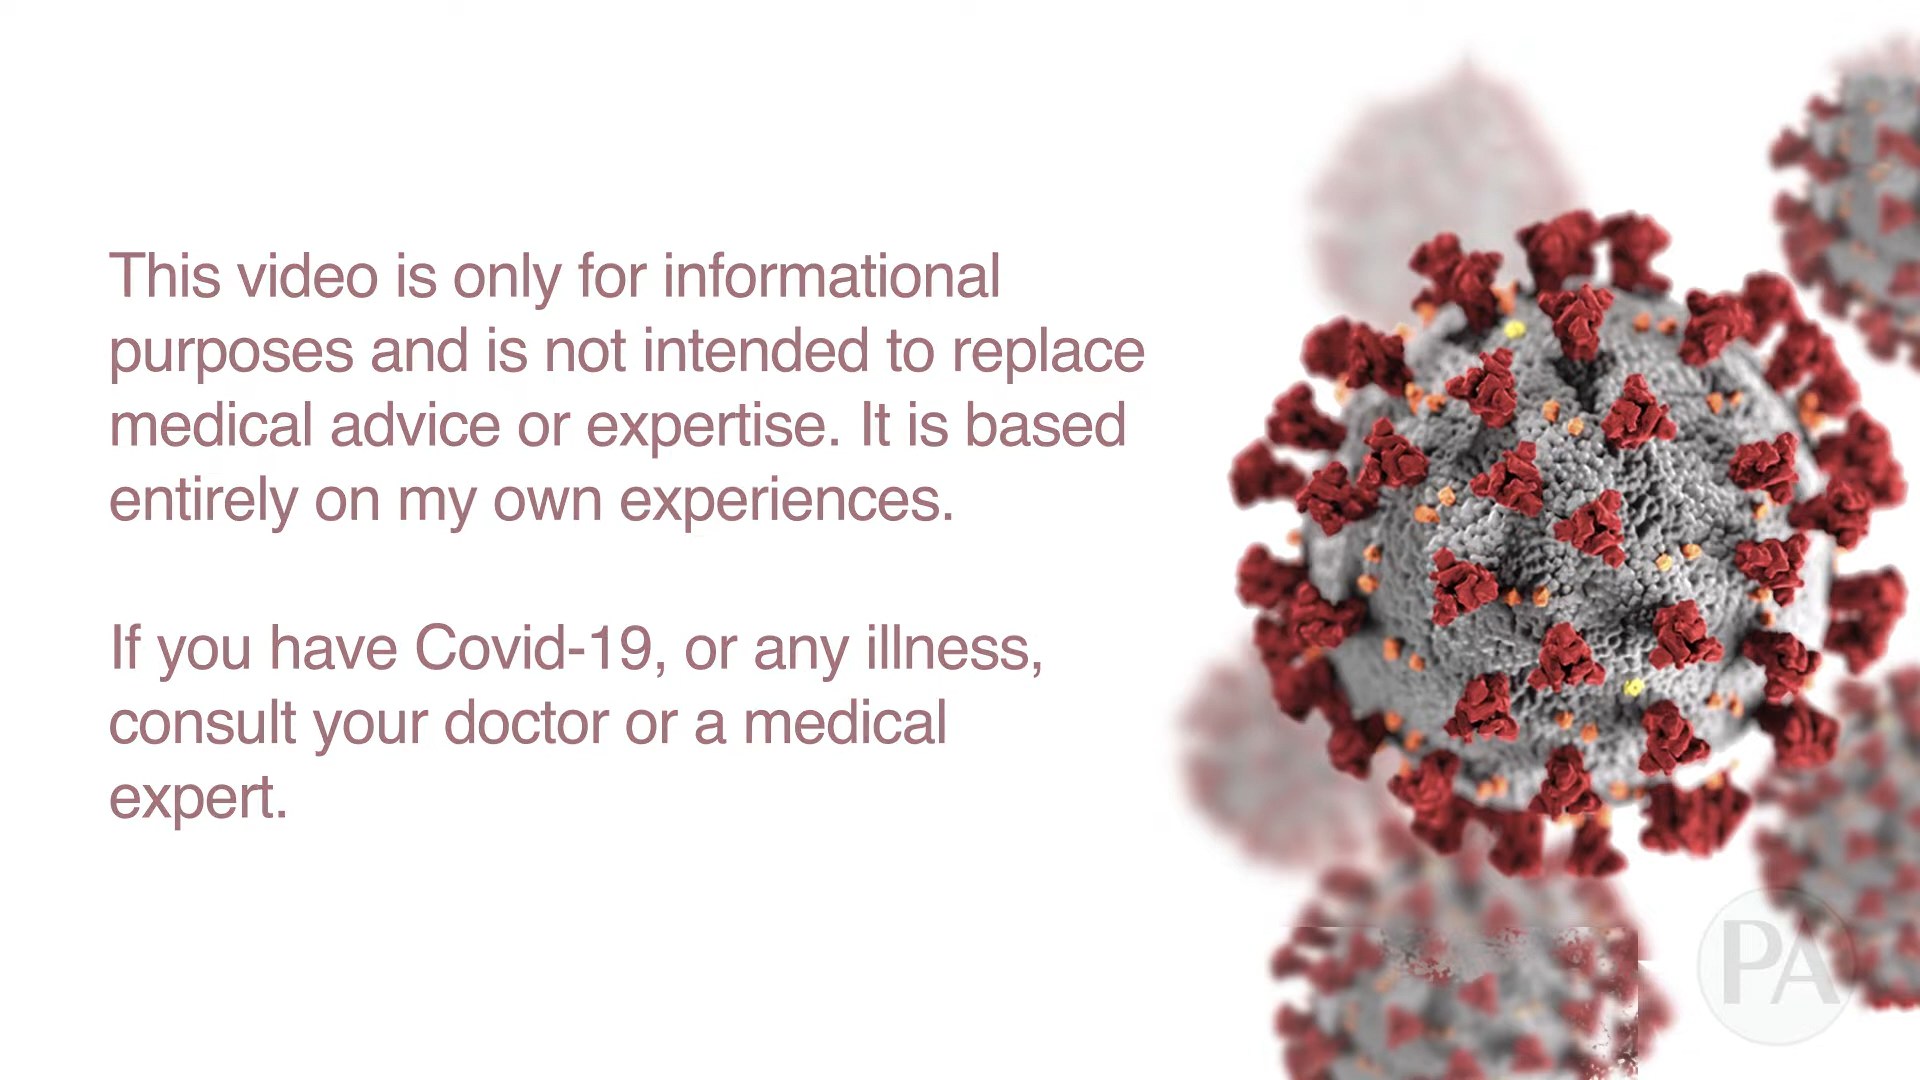 This video is only for informational
purposes and is not intended to replace
medical advice or expertise. It is based
entirely on my own experiences.
If you have Covid-19, or any illness,
consult your doctor or a medical
expert.
PA